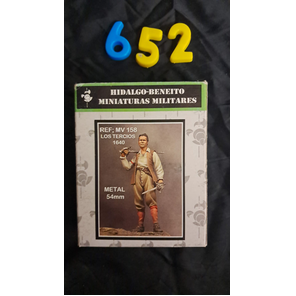 652
HIDALGO-BENEITO
MINIATURAS MILITARES
REF; MV 158
LOS TERCIOS
1640
METAL
54mm